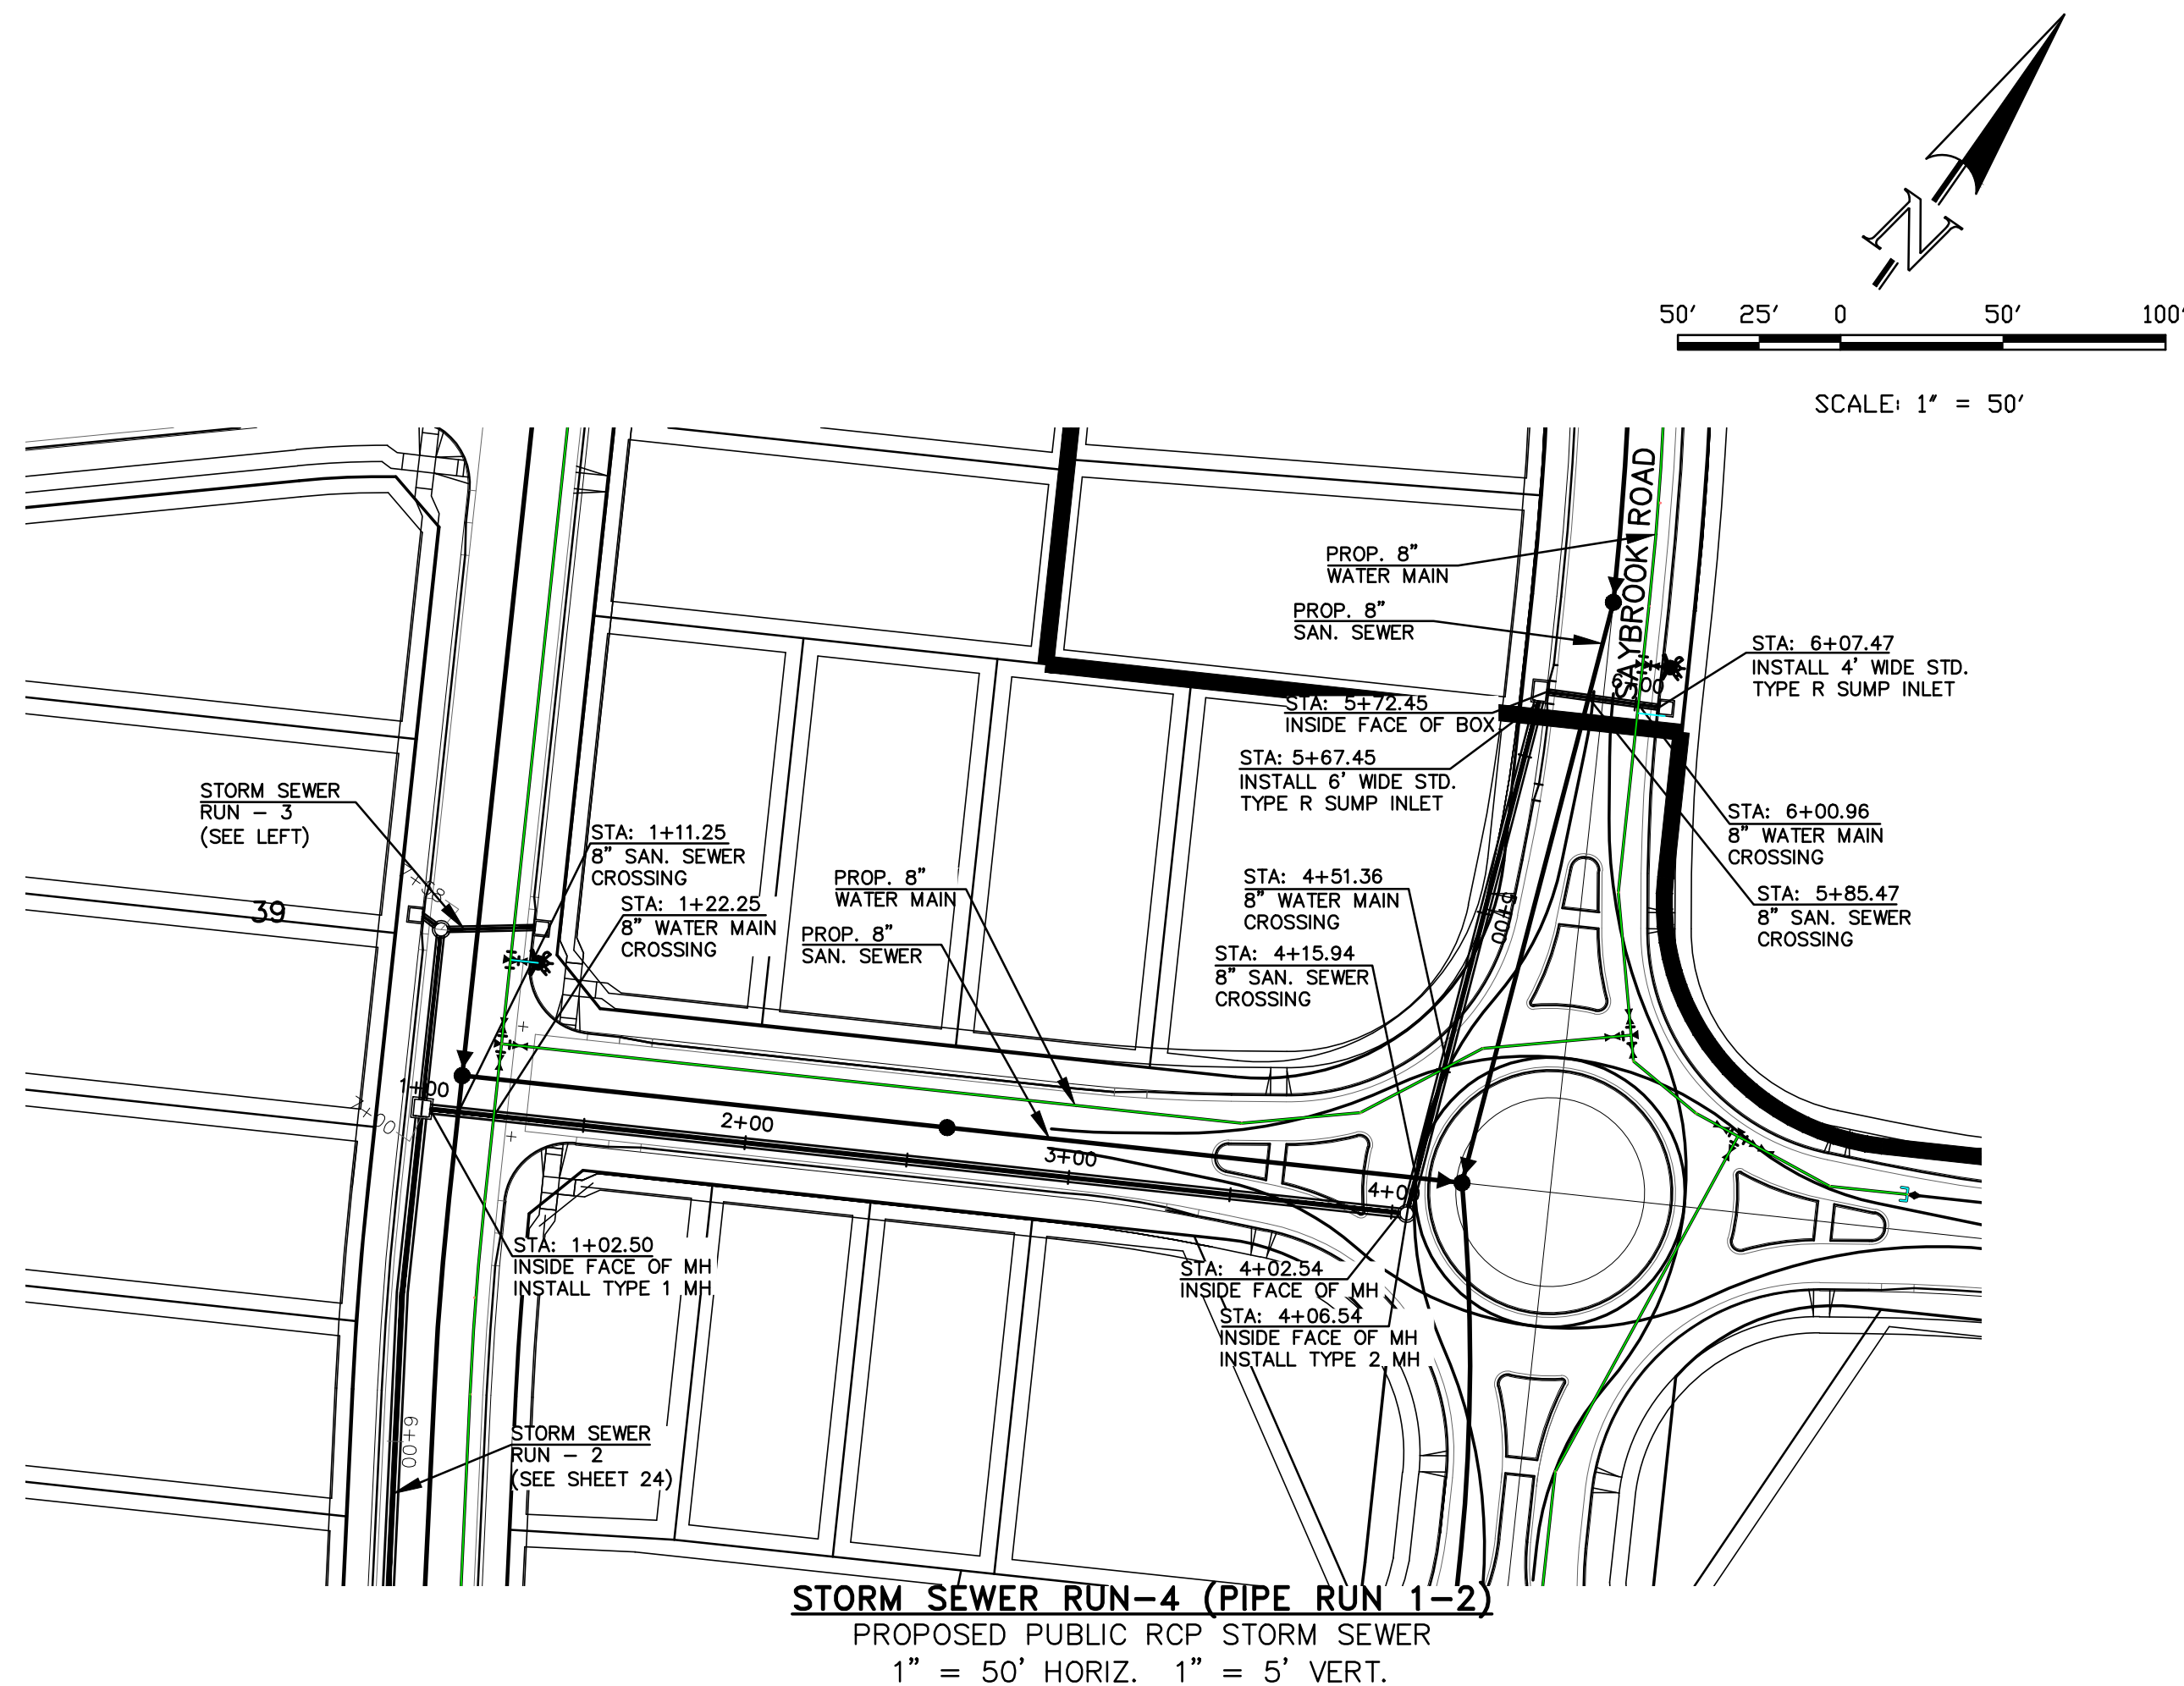 N
50' 25' 0 50' 100'
SCALE: 1" = 50'
SAYBROOK ROAD
PROP. 8"
WATER MAIN
PROP. 8"
SAN. SEWER
STA: 6+07.47
INSTALL 4' WIDE STD.
TYPE R SUMP INLET
6+00
STA: 5+72.45
INSIDE FACE OF BOX
STA: 5+67.45
INSTALL 6' WIDE STD.
TYPE R SUMP INLET
STORM SEWER
RUN - 3
(SEE LEFT)
STA: 1+11.25
8" SAN. SEWER
CROSSING
STA: 6+00.96
8" WATER MAIN
CROSSING
39
STA: 1+22.25
8" WATER MAIN
CROSSING
PROP. 8"
WATER MAIN
PROP. 8"
SAN. SEWER
STA: 4+51.36
8" WATER MAIN
CROSSING
5+00
STA: 5+85.47
8" SAN. SEWER
CROSSING
STA: 4+15.94
8" SAN. SEWER
CROSSING
1+00
2+00
3+00
4+00
STA: 1+02.50
INSIDE FACE OF MH
INSTALL TYPE 1 MH
STA: 4+02.54
INSIDE FACE OF MH
STA: 4+06.54
INSIDE FACE OF MH
INSTALL TYPE 2 MH
6+00
STORM SEWER
RUN - 2
(SEE SHEET 24)
STORM SEWER RUN-4 (PIPE RUN 1-2)
PROPOSED PUBLIC RCP STORM SEWER
1" = 50' HORIZ. 1" = 5' VERT.